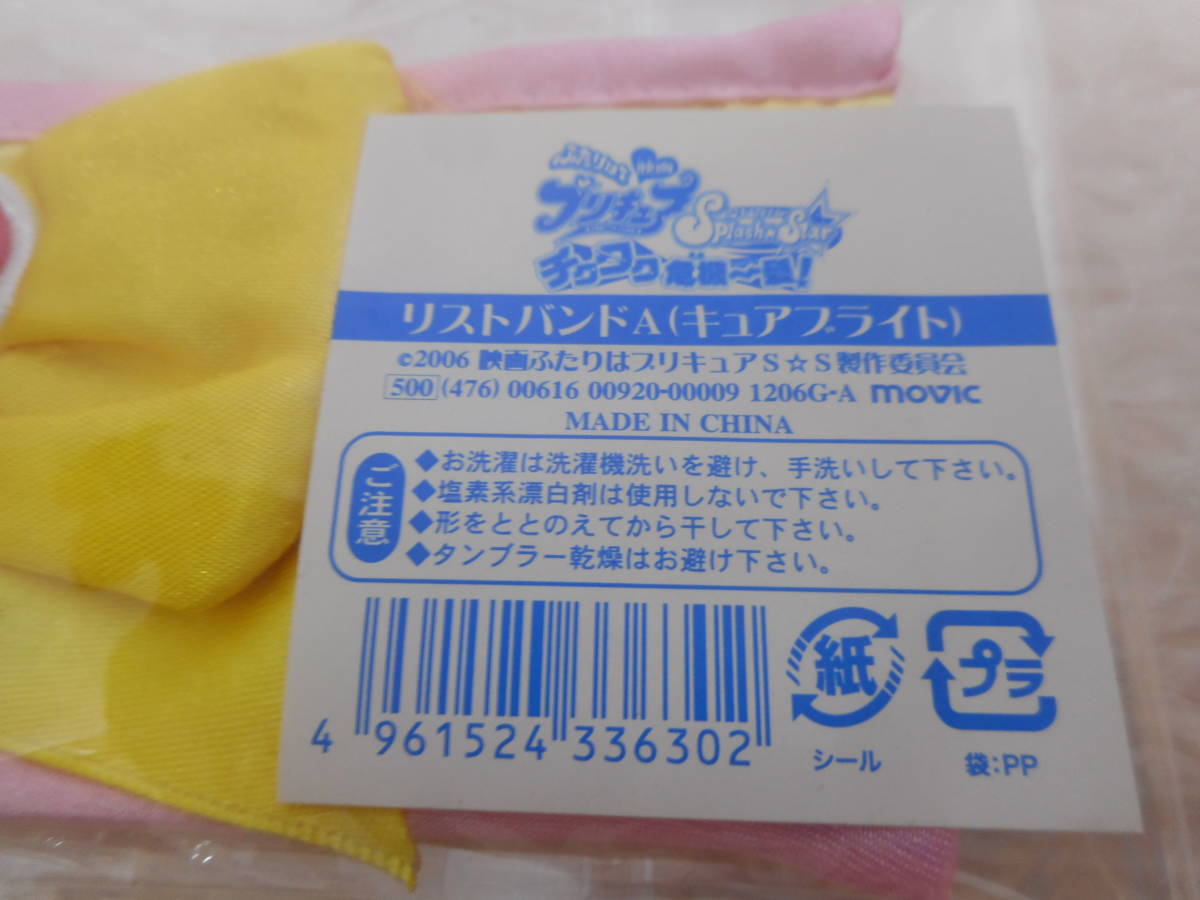 映画
ふたりは
プリキュア
Splash☆Star
チクタク危機一髪!
リストバンドA(キュアブライト)
©2006 映画ふたりはプリキュアS☆S製作委員会
500 (476) 00616 00920-00009 1206G-A movic
MADE IN CHINA
ご注意
◆お洗濯は洗濯機洗いを避け、手洗いして下さい。
◆塩素系漂白剤は使用しないで下さい。
◆形をととのえてから干して下さい。
◆タンブラー乾燥はお避け下さい。
4 961524 336302
紙
シール
プラ
袋:PP